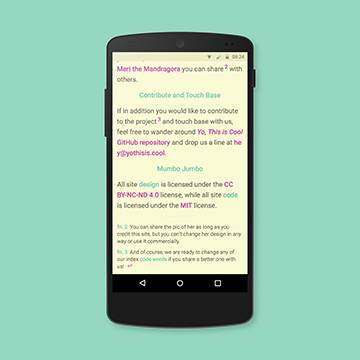 08:24
Meri the Mandragora you can share 2 with
others.
Contribute and Touch Base
If in addition you would like to contribute
to the project 3 and touch base with us,
feel free to wander around Yo, This is Cool
GitHub repository and drop us a line at he
y@yothisis.cool.
Mumbo Jumbo
All site design is licensed under the CC
BY-NC-ND 4.0 license, while all site code
is licensed under the MIT license.
fn. 2 You can share the pic of her as long as you
credit this site, but you can't change her design in any
way or use it commercially.
fn. 3 And of course, we are ready to change any of
our index code words if you share a better one with
us! ↩